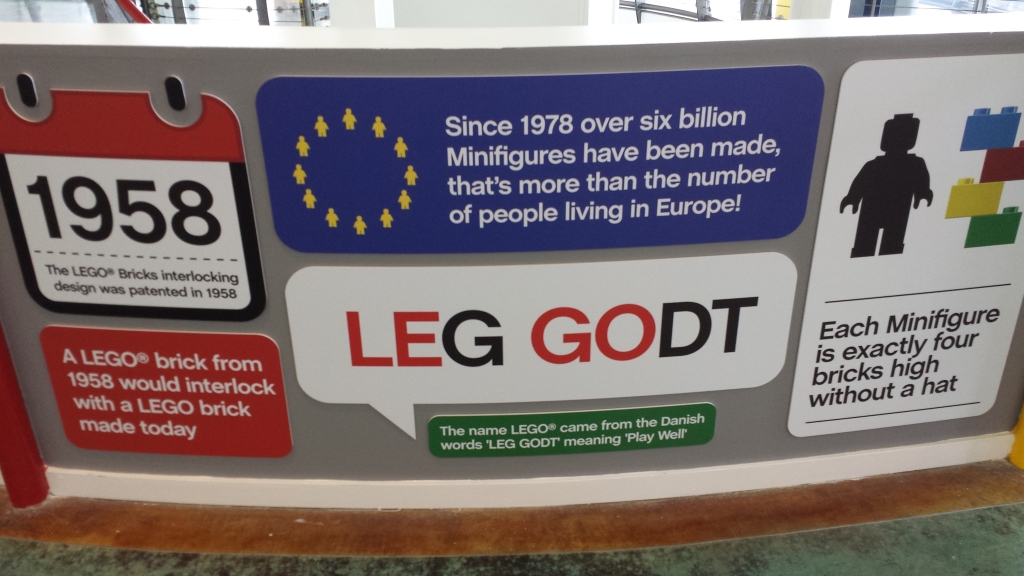 1958
The LEGO® Bricks interlocking
design was patented in 1958
A LEGO® brick from
1958 would interlock
with a LEGO brick
made today
Since 1978 over six billion
Minifigures have been made,
that's more than the number
of people living in Europe!
LEG GODT
The name LEGO® came from the Danish
words 'LEG GODT' meaning 'Play Well'
Each Minifigure
is exactly four
bricks high
without a hat